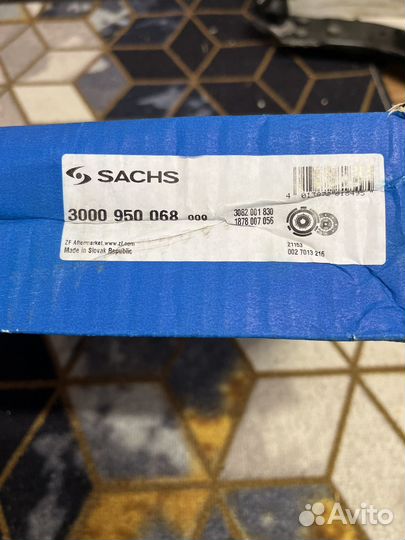 SACHS
3000 950 068 000
3082 001 830
1878 007 056
ZF Aftermarket.www.zf.com
Made in Slovak Republic
21153
002 7013 216
Avito